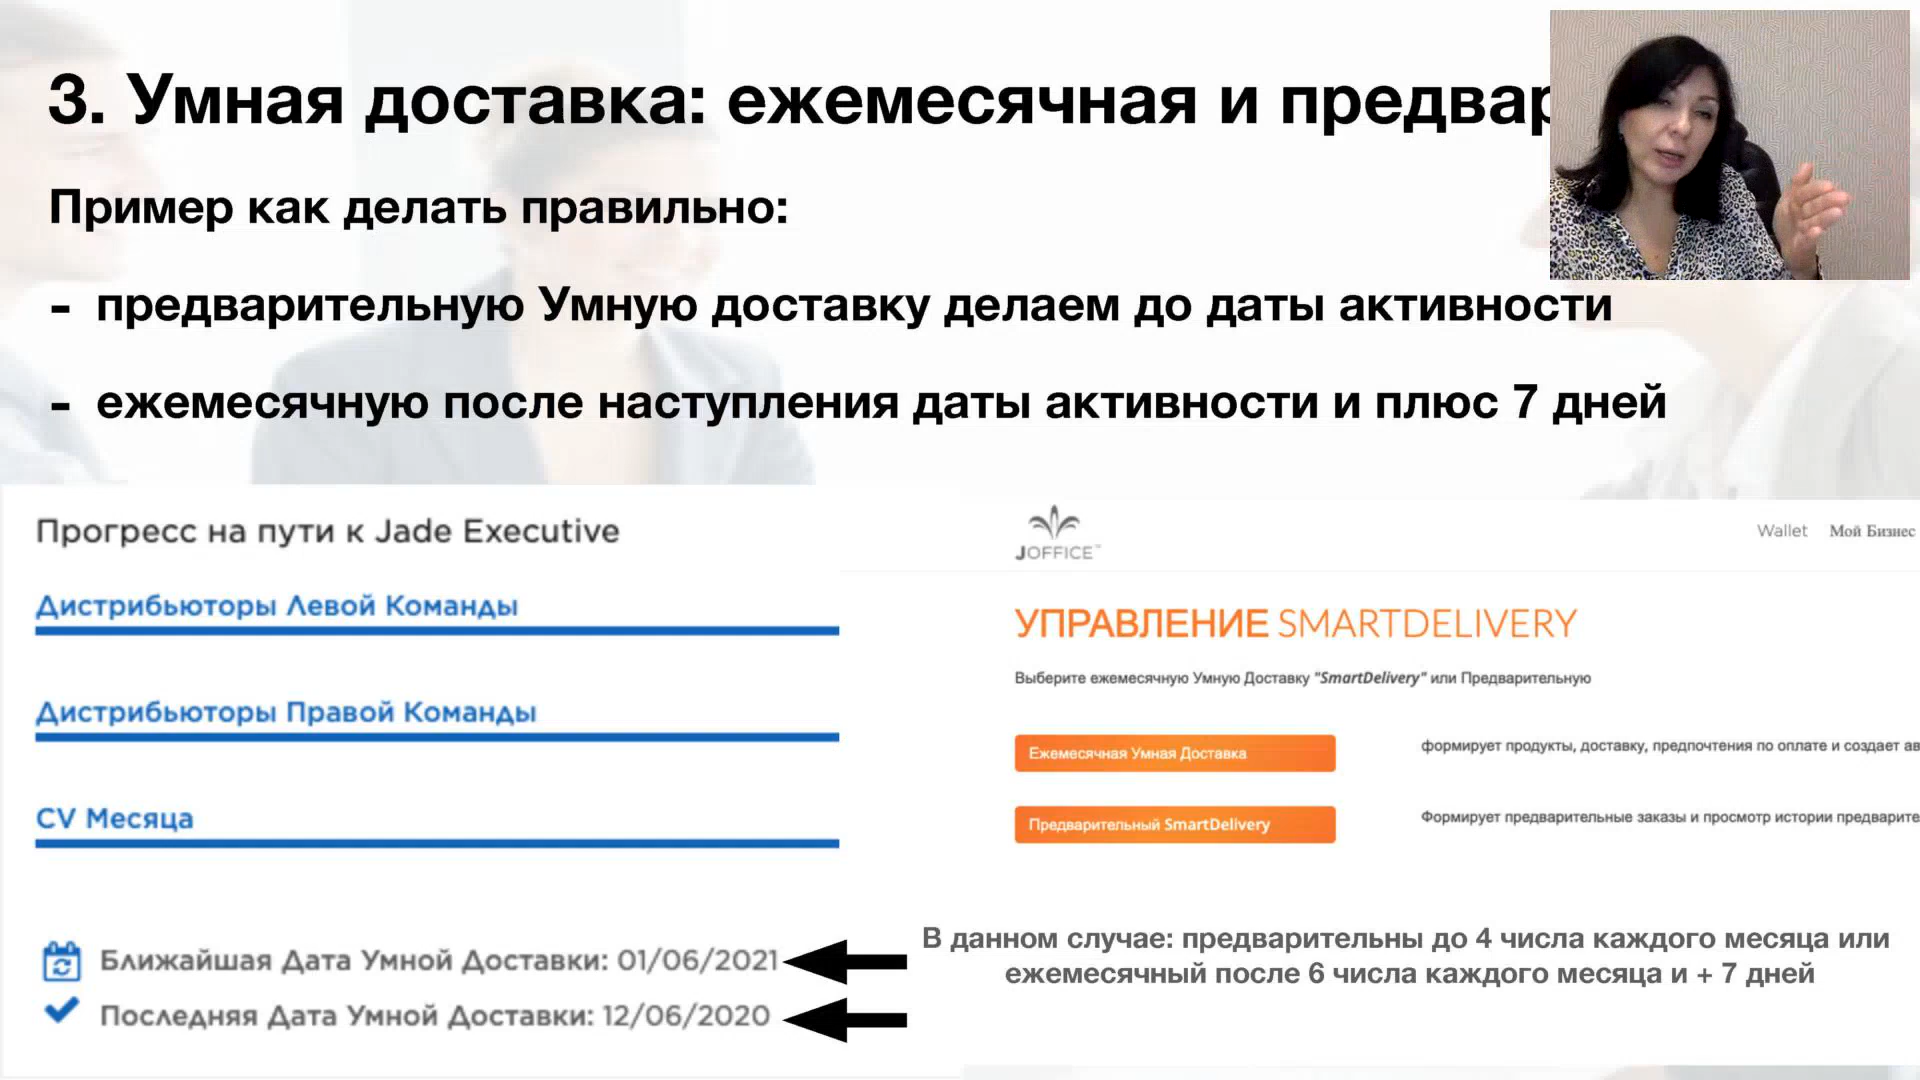 3. Умная доставка: ежемесячная и предвар
Пример как делать правильно:
- предварительную Умную доставку делаем до даты активности
- ежемесячную после наступления даты активности и плюс 7 дней
Прогресс на пути к Jade Executive
Дистрибьюторы Левой Команды
Дистрибьюторы Правой Команды
CV Месяца
Ближайшая Дата Умной Доставки: 01/06/2021
Последняя Дата Умной Доставки: 12/06/2020
JOFFICE™
Wallet Мой Бизнес
УПРАВЛЕНИЕ SMARTDELIVERY
Выберите ежемесячную Умную Доставку "SmartDelivery" или Предварительную
Ежемесячная Умная Доставка
формирует продукты, доставку, предпочтения по оплате и создает ав
Предварительный SmartDelivery
Формирует предварительные заказы и просмотр истории предварите
В данном случае: предварительны до 4 числа каждого месяца или
ежемесячный после 6 числа каждого месяца и + 7 дней